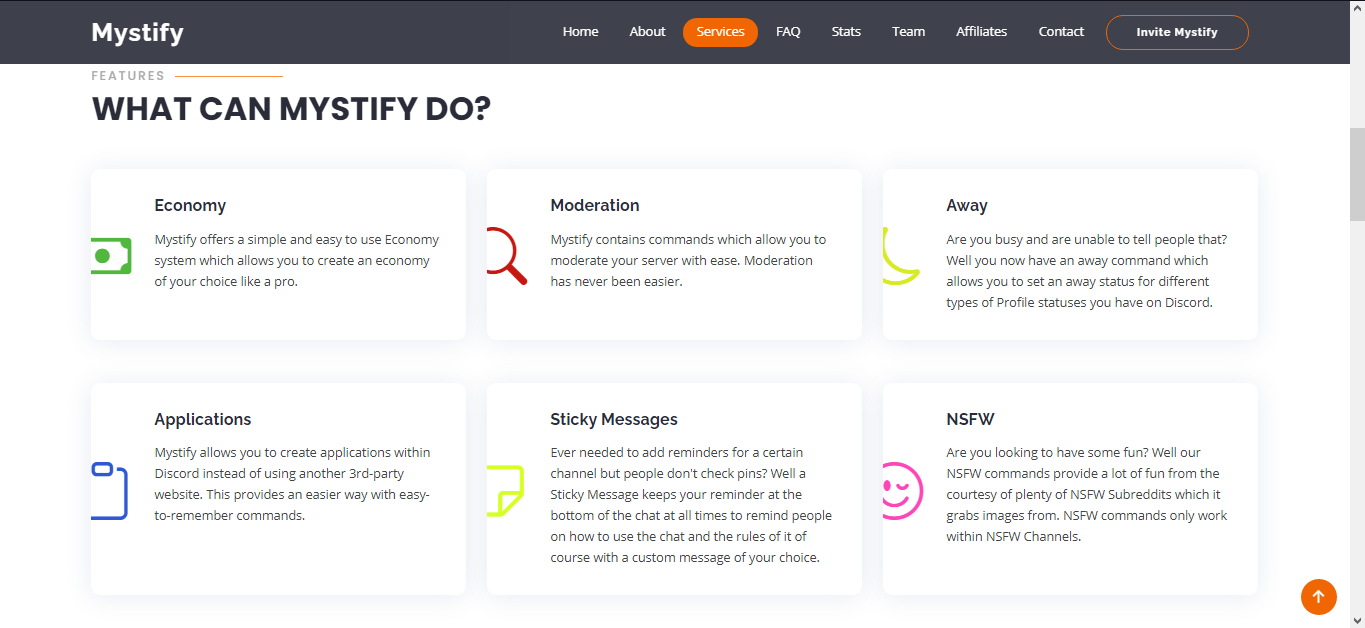 Mystify
Home About Services FAQ Stats Team Affiliates Contact Invite Mystify
FEATURES
WHAT CAN MYSTIFY DO?
Economy
Mystify offers a simple and easy to use Economy
system which allows you to create an economy
of your choice like a pro.
Moderation
Mystify contains commands which allow you to
moderate your server with ease. Moderation
has never been easier.
Away
Are you busy and are unable to tell people that?
Well you now have an away command which
allows you to set an away status for different
types of Profile statuses you have on Discord.
Applications
Mystify allows you to create applications within
Discord instead of using another 3rd-party
website. This provides an easier way with easy-
to-remember commands.
Sticky Messages
Ever needed to add reminders for a certain
channel but people don't check pins? Well a
Sticky Message keeps your reminder at the
bottom of the chat at all times to remind people
on how to use the chat and the rules of it of
course with a custom message of your choice.
NSFW
Are you looking to have some fun? Well our
NSFW commands provide a lot of fun from the
courtesy of plenty of NSFW Subreddits which it
grabs images from. NSFW commands only work
within NSFW Channels.